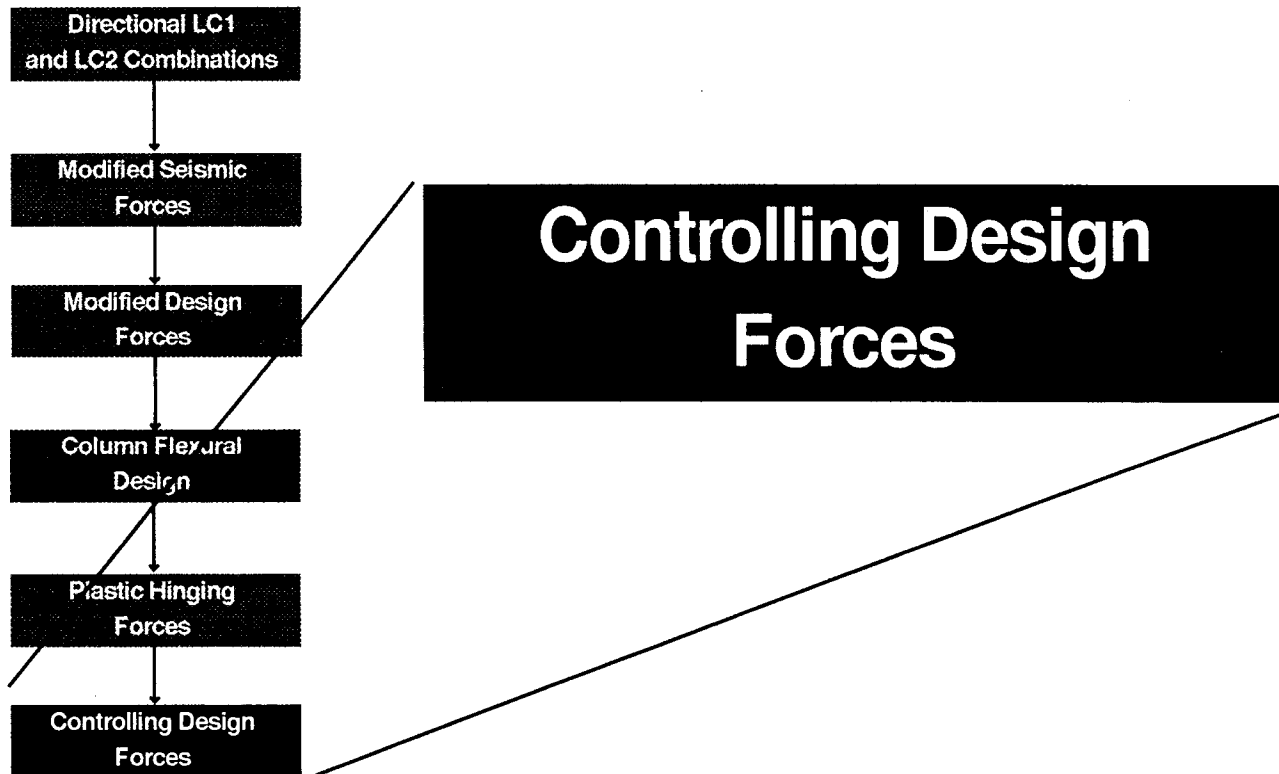 Directional LC1
and LC2 Combinations
Modified Seismic
Forces
Modified Design
Forces
Column Flexural
Design
Plastic Hinging
Forces
Controlling Design
Forces
Controlling Design
Forces